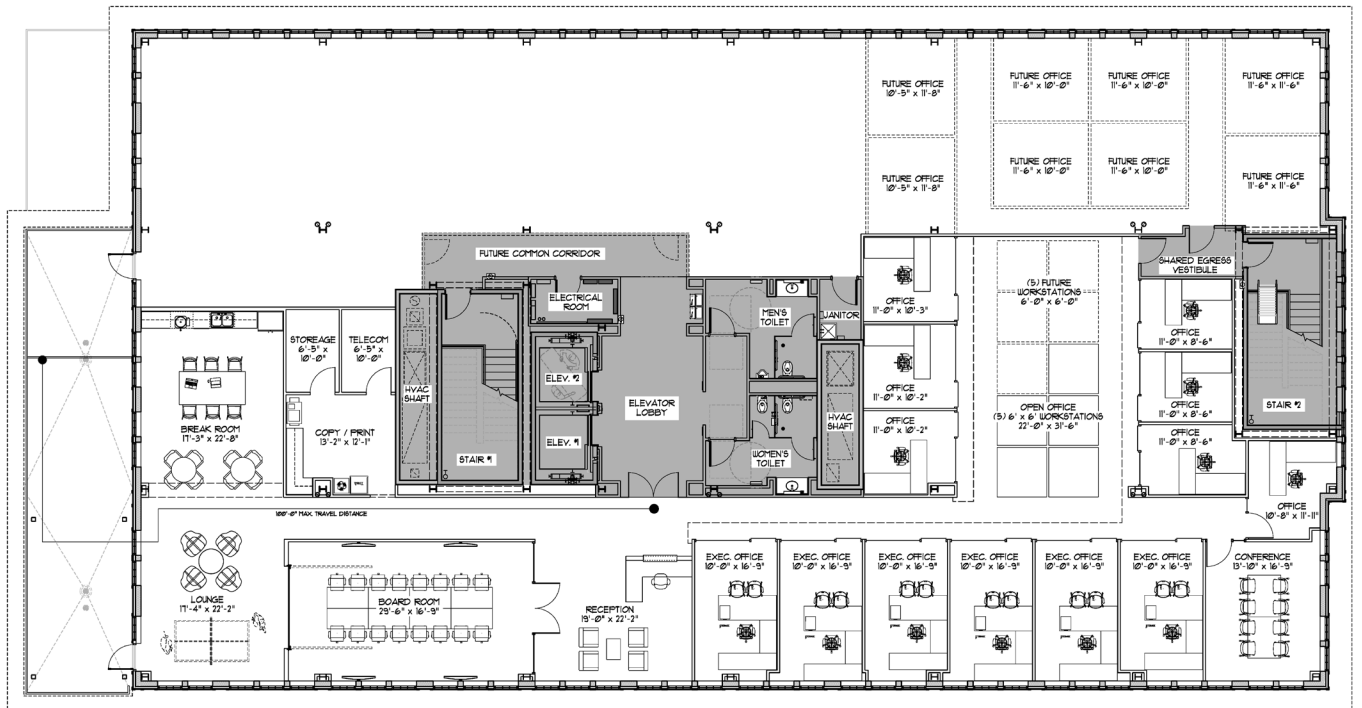 FUTURE OFFICE
10'-5" x 11'-8"
FUTURE OFFICE
11'-6" x 10'-0"
FUTURE OFFICE
11'-6" x 10'-0"
FUTURE OFFICE
11'-6" x 11'-6"
FUTURE OFFICE
10'-5" x 11'-8"
FUTURE OFFICE
11'-6" x 10'-0"
FUTURE OFFICE
11'-6" x 10'-0"
FUTURE OFFICE
11'-6" x 11'-6"
FUTURE COMMON CORRIDOR
SHARED EGRESS
VESTIBULE
ELECTRICAL
ROOM
MEN'S
TOILET
JANITOR
OFFICE
11'-0" x 10'-3"
(5) FUTURE
WORKSTATIONS
6'-0" x 6'-0"
OFFICE
11'-0" x 8'-6"
STOREAGE
6'-5" x
10'-0"
TELECOM
6'-5" x
10'-0"
HVAC
SHAFT
ELEV. #2
ELEVATOR
LOBBY
OFFICE
11'-0" x 10'-2"
OFFICE
11'-0" x 8'-6"
STAIR #2
BREAK ROOM
17'-3" x 22'-8"
COPY / PRINT
13'-2" x 12'-1"
STAIR #1
ELEV. #1
WOMEN'S
TOILET
HVAC
SHAFT
OFFICE
11'-0" x 10'-2"
OPEN OFFICE
(5) 6' x 6' WORKSTATIONS
22'-0" x 31'-6"
OFFICE
11'-0" x 8'-6"
OFFICE
10'-8" x 11'-11"
100'-0" MAX. TRAVEL DISTANCE
LOUNGE
17'-4" x 22'-2"
BOARD ROOM
29'-6" x 16'-9"
RECEPTION
19'-0" x 22'-2"
EXEC. OFFICE
10'-0" x 16'-9"
EXEC. OFFICE
10'-0" x 16'-9"
EXEC. OFFICE
10'-0" x 16'-9"
EXEC. OFFICE
10'-0" x 16'-9"
EXEC. OFFICE
10'-0" x 16'-9"
EXEC. OFFICE
10'-0" x 16'-9"
CONFERENCE
13'-10" x 16'-9"